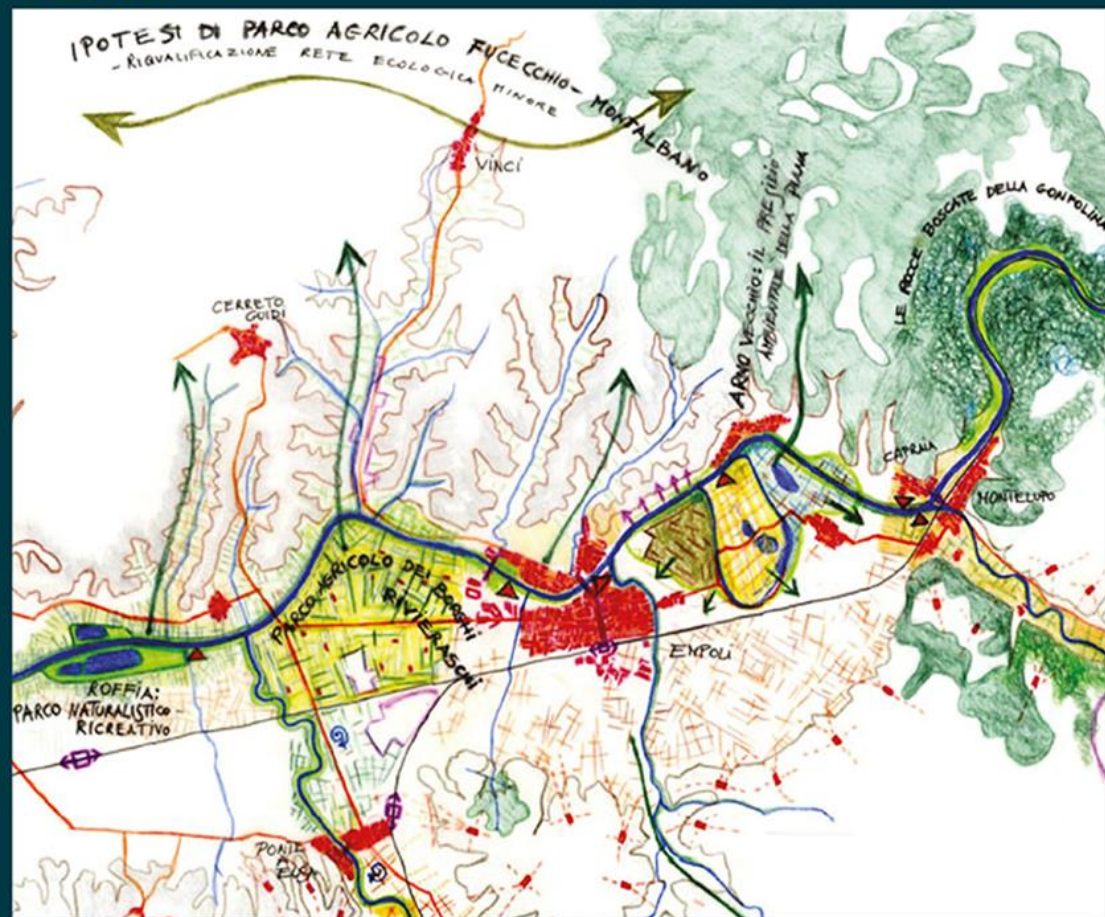 IPOTESI DI PARCO AGRICOLO FUCECCHIO - MONTALBANO
- RIQUALIFICAZIONE RETE ECOLOGICA MINORE
VINCI
CERRETO
GUIDI
ARNO VECCHIO: IL PRESIDIO
AMBIENTALE DELLA PIANA
LE ROCCE BOSCATE DELLA GONFOLINA
CAPRAIA
MONTELUPO
PARCO AGRICOLO DEI BORGHI
RIVIERASCHI
EMPOLI
ROFFIA:
PARCO NATURALISTICO -
RICREATIVO
PONTE
A
ELSA